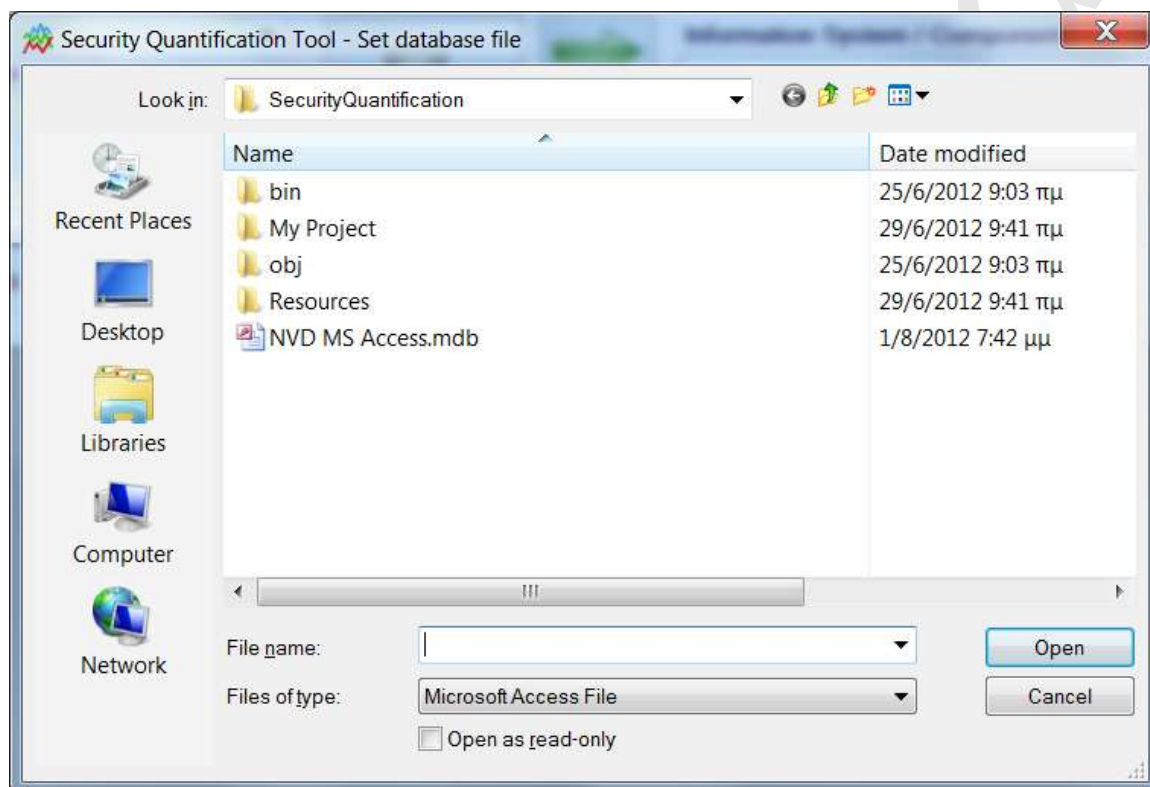 Security Quantification Tool - Set database file
Look in:
SecurityQuantification
Name
Date modified
bin
25/6/2012 9:03 πμ
My Project
29/6/2012 9:41 πμ
obj
25/6/2012 9:03 πμ
Resources
29/6/2012 9:41 πμ
NVD MS Access.mdb
1/8/2012 7:42 μμ
Recent Places
Desktop
Libraries
Computer
Network
File name:
Open
Files of type:
Microsoft Access File
Cancel
Open as read-only